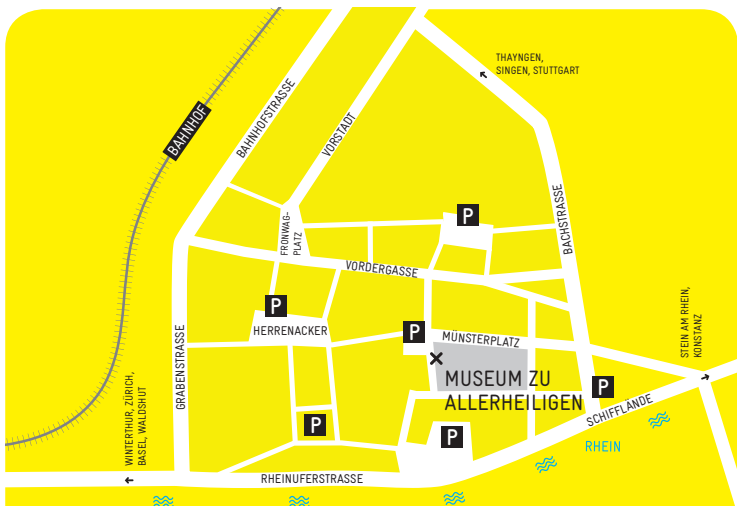 THAYNGEN,
SINGEN, STUTTGART
BAHNHOF
BAHNHOFSTRASSE
VORSTADT
BACHSTRASSE
P
FRONWAG-
PLATZ
VORDERGASSE
P
HERRENACKER
P
MÜNSTERPLATZ
STEIN AM RHEIN,
KONSTANZ
GRABENSTRASSE
MUSEUM ZU
ALLERHEILIGEN
P
SCHIFFLÄNDE
P
P
RHEIN
WINTERTHUR, ZÜRICH,
BASEL, WALDSHUT
RHEINUFERSTRASSE